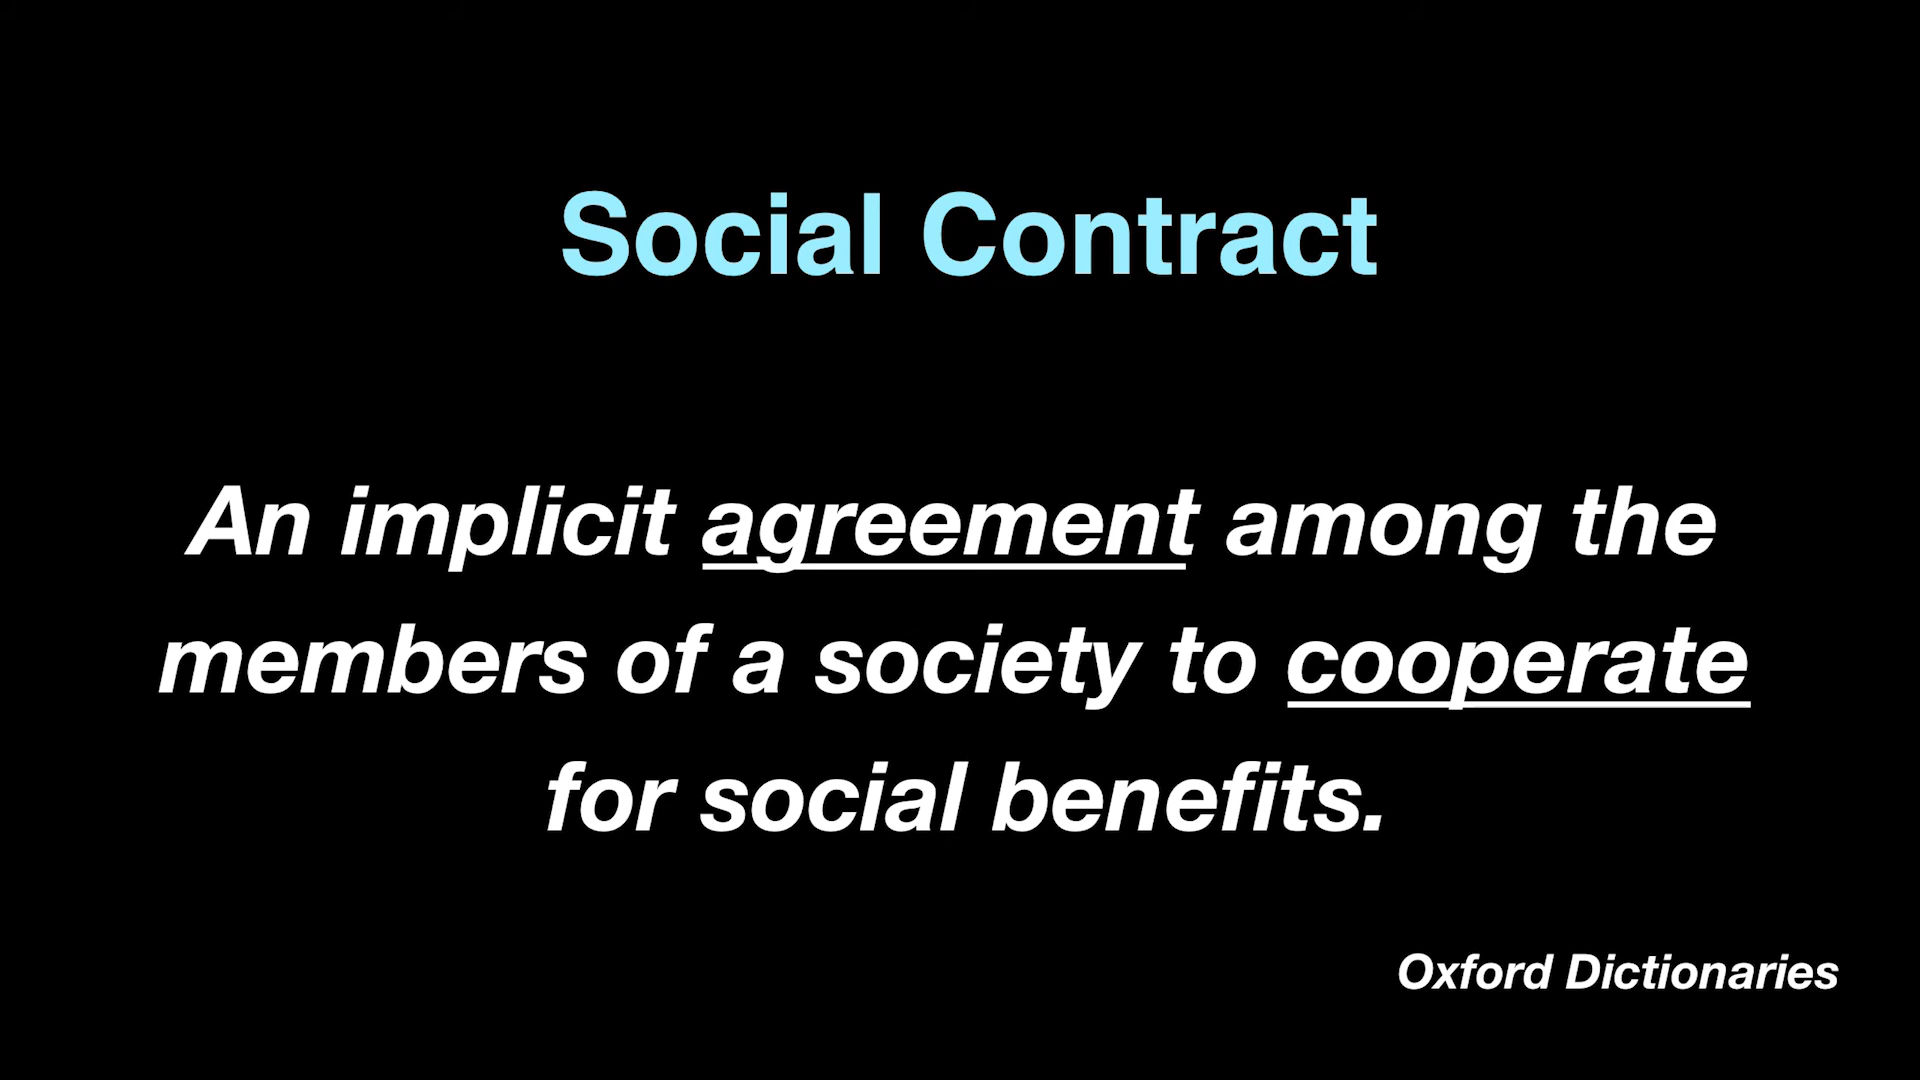 Social Contract
An implicit agreement among the
members of a society to cooperate
for social benefits.
Oxford Dictionaries